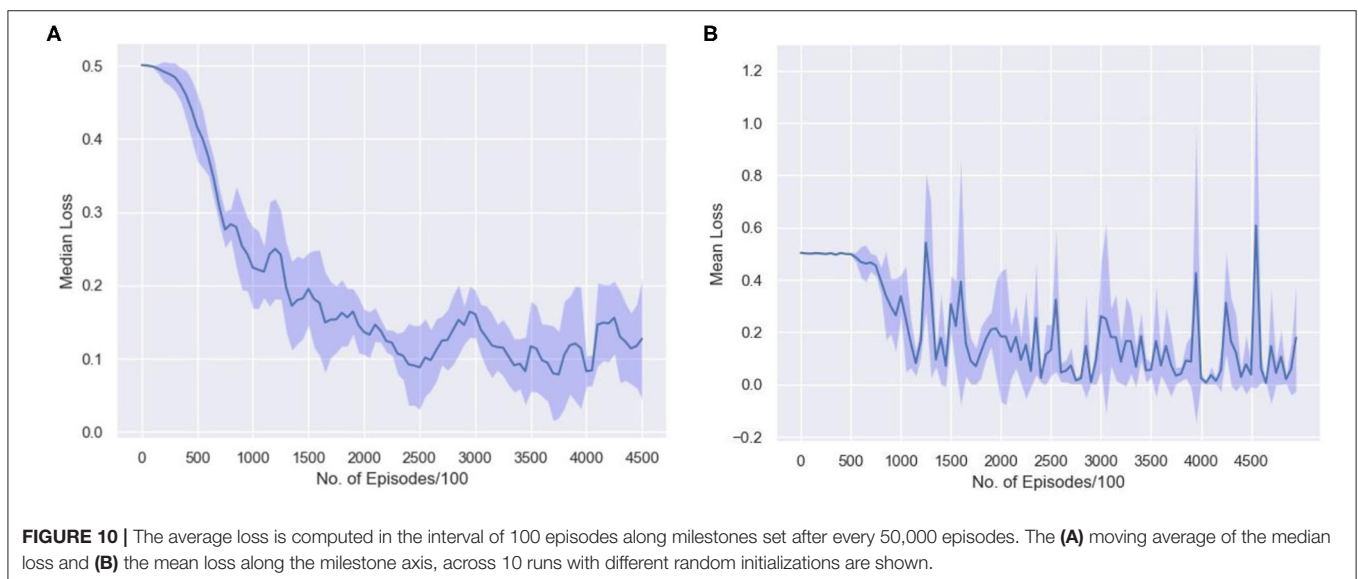 A
B
0.5
0.4
0.3
0.2
0.1
0.0
Median Loss
0 500 1000 1500 2000 2500 3000 3500 4000 4500
No. of Episodes/100
1.2
1.0
0.8
0.6
0.4
0.2
0.0
−0.2
Mean Loss
0 500 1000 1500 2000 2500 3000 3500 4000 4500
No. of Episodes/100
FIGURE 10 | The average loss is computed in the interval of 100 episodes along milestones set after every 50,000 episodes. The (A) moving average of the median
loss and (B) the mean loss along the milestone axis, across 10 runs with different random initializations are shown.